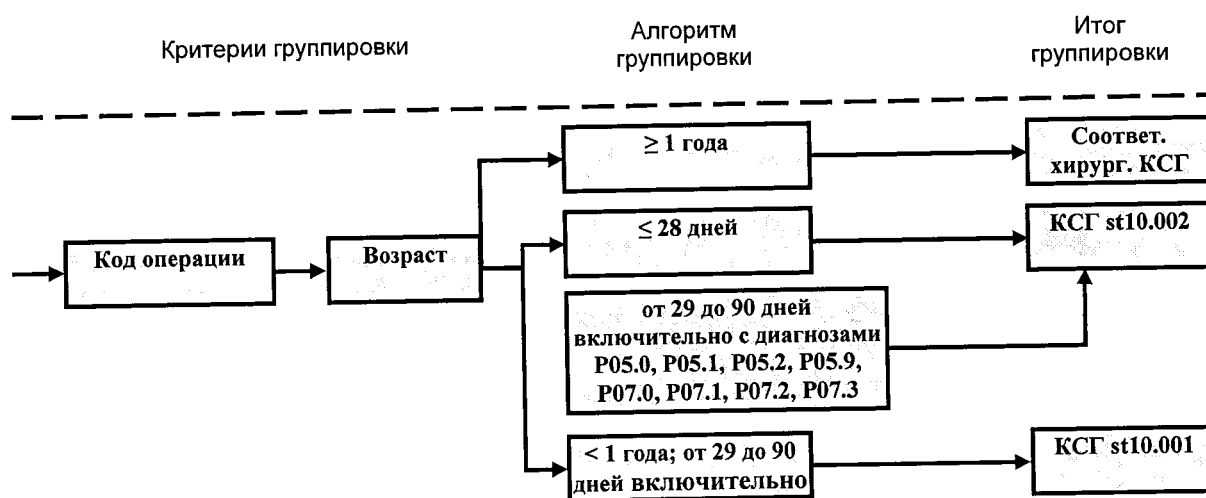 Критерии группировки
Алгоритм
группировки
Итог
группировки
≥ 1 года
Соответ.
хирург. КСГ
≤ 28 дней
КСГ st10.002
Код операции
Возраст
от 29 до 90 дней
включительно с диагнозами
P05.0, P05.1, P05.2, P05.9,
P07.0, P07.1, P07.2, P07.3
< 1 года; от 29 до 90
дней включительно
КСГ st10.001